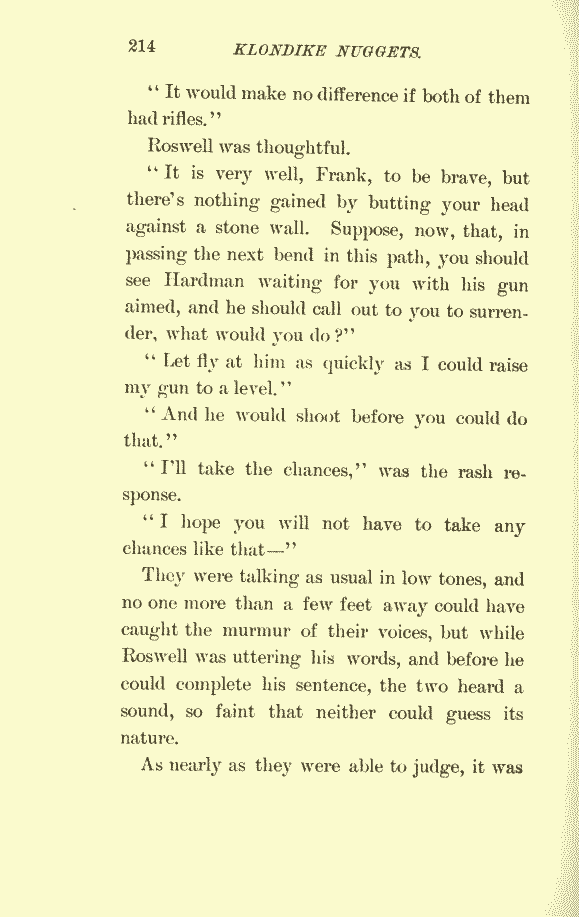 214 KLONDIKE NUGGETS.
“ It would make no difference if both of them
had rifles.”
Roswell was thoughtful.
“ It is very well, Frank, to be brave, but
there's nothing gained by butting your head
against a stone wall. Suppose, now, that, in
passing the next bend in this path, you should
see Hardman waiting for you with his gun
aimed, and he should call out to you to surren-
der, what would you do ?”
“ Let fly at him as quickly as I could raise
my gun to a level.”
“ And he would shoot before you could do
that.”
“ I'll take the chances,” was the rash re-
sponse.
“ I hope you will not have to take any
chances like that—”
They were talking as usual in low tones, and
no one more than a few feet away could have
caught the murmur of their voices, but while
Roswell was uttering his words, and before he
could complete his sentence, the two heard a
sound, so faint that neither could guess its
nature.
As nearly as they were able to judge, it was